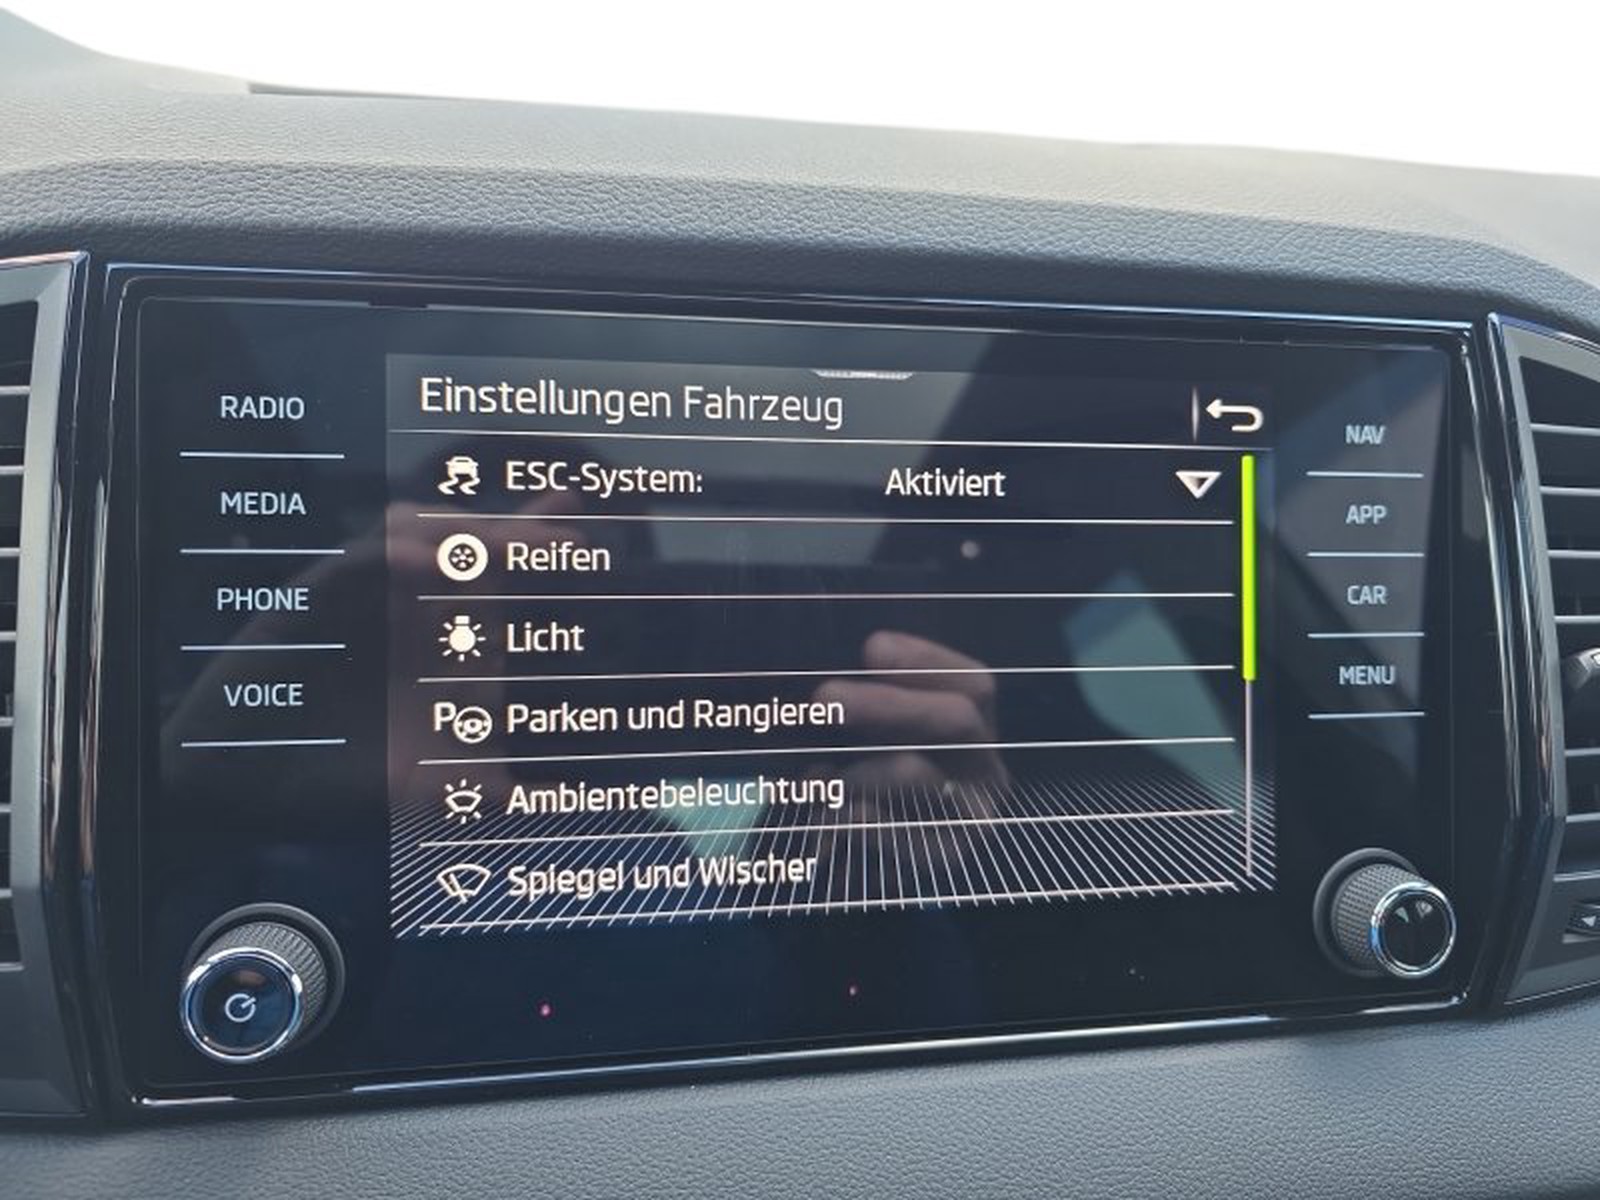 Einstellungen Fahrzeug
RADIO
MEDIA
PHONE
VOICE
ESC-System: Aktiviert
Reifen
Licht
P Parken und Rangieren
Ambientebeleuchtung
Spiegel und Wischer
NAV
APP
CAR
MENU